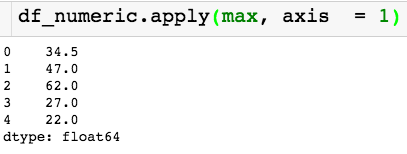 df_numeric.apply(max, axis  = 1)
0    34.5
1    47.0
2    62.0
3    27.0
4    22.0
dtype: float64